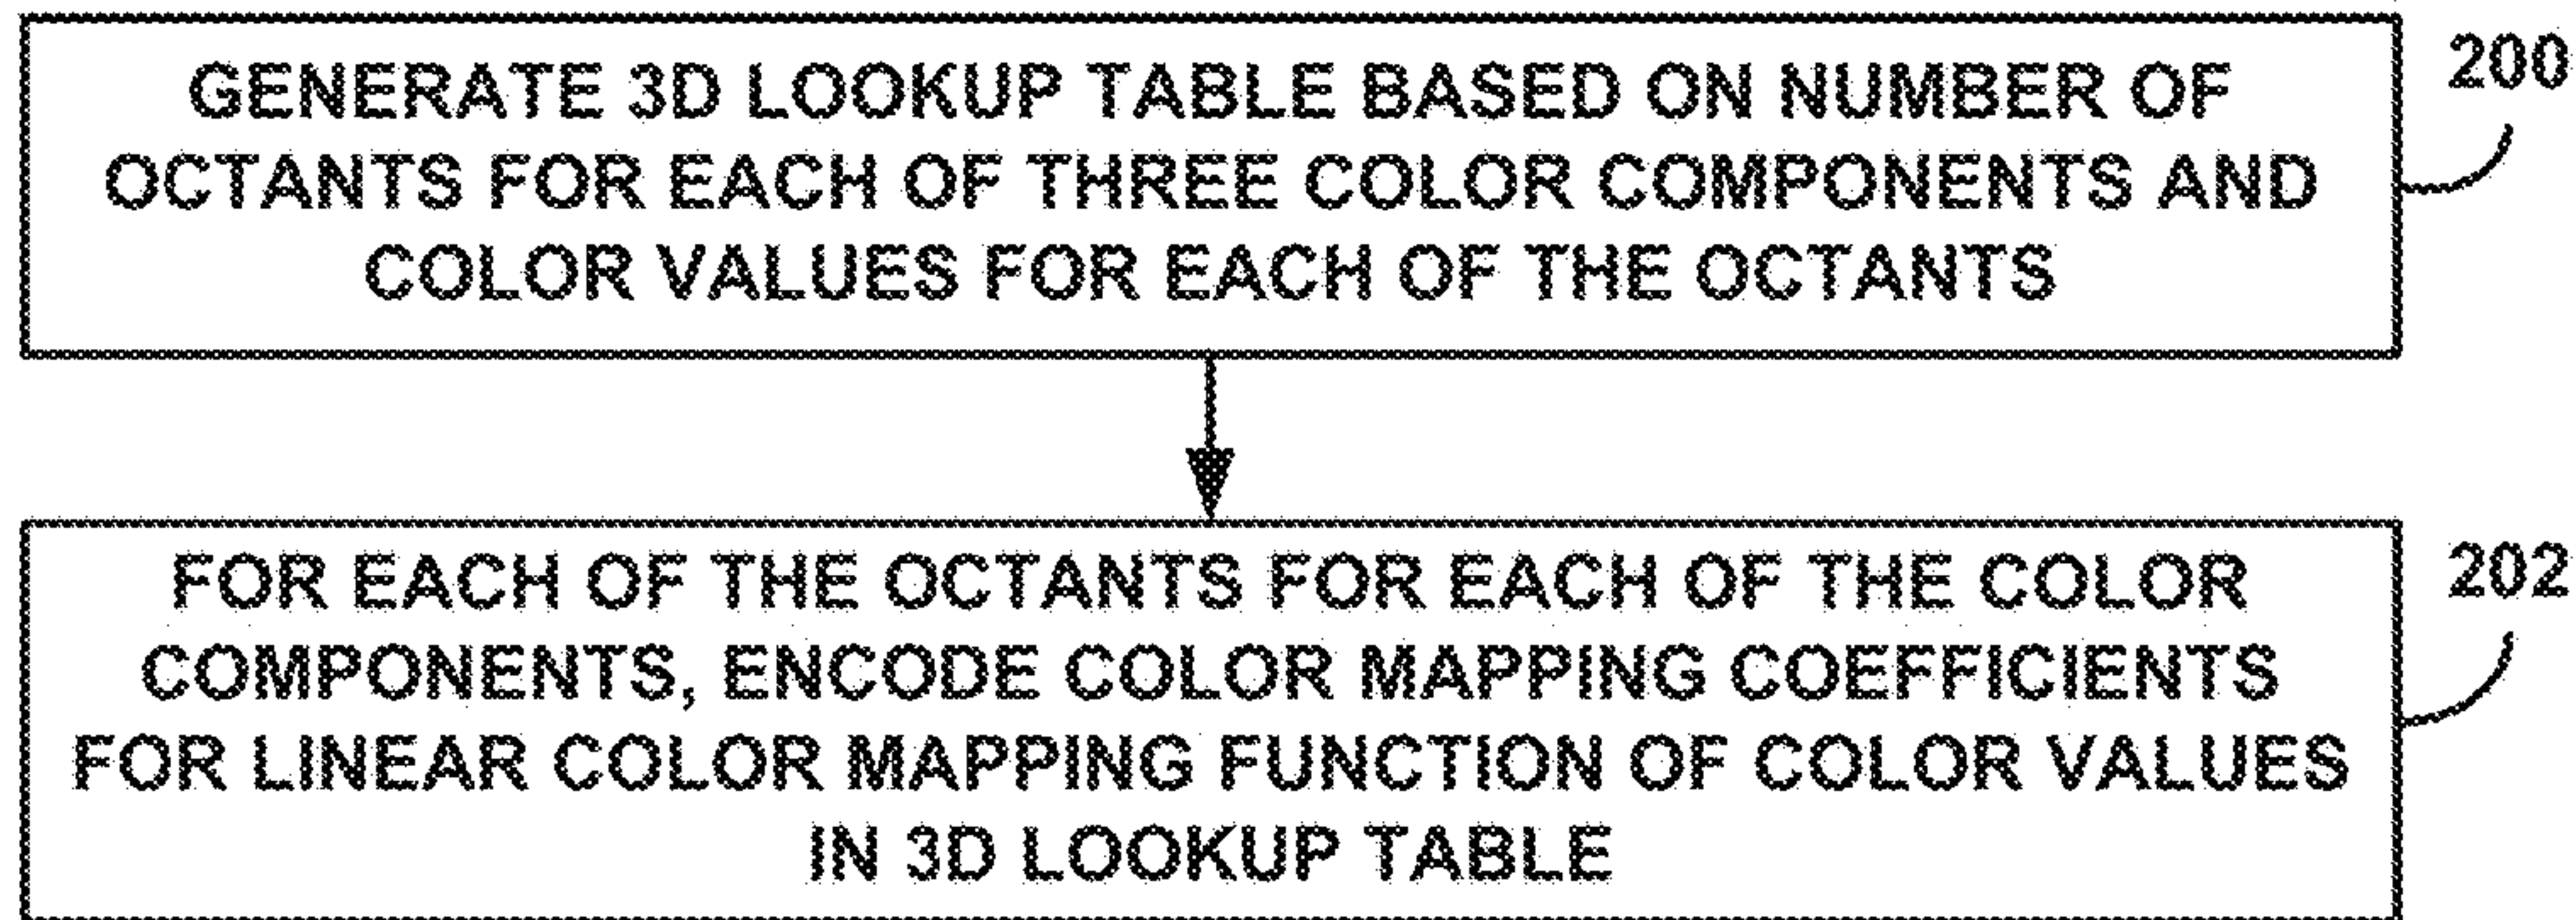 GENERATE 3D LOOKUP TABLE BASED ON NUMBER OF
OCTANTS FOR EACH OF THREE COLOR COMPONENTS AND
COLOR VALUES FOR EACH OF THE OCTANTS
200
FOR EACH OF THE OCTANTS FOR EACH OF THE COLOR
COMPONENTS, ENCODE COLOR MAPPING COEFFICIENTS
FOR LINEAR COLOR MAPPING FUNCTION OF COLOR VALUES
IN 3D LOOKUP TABLE
202